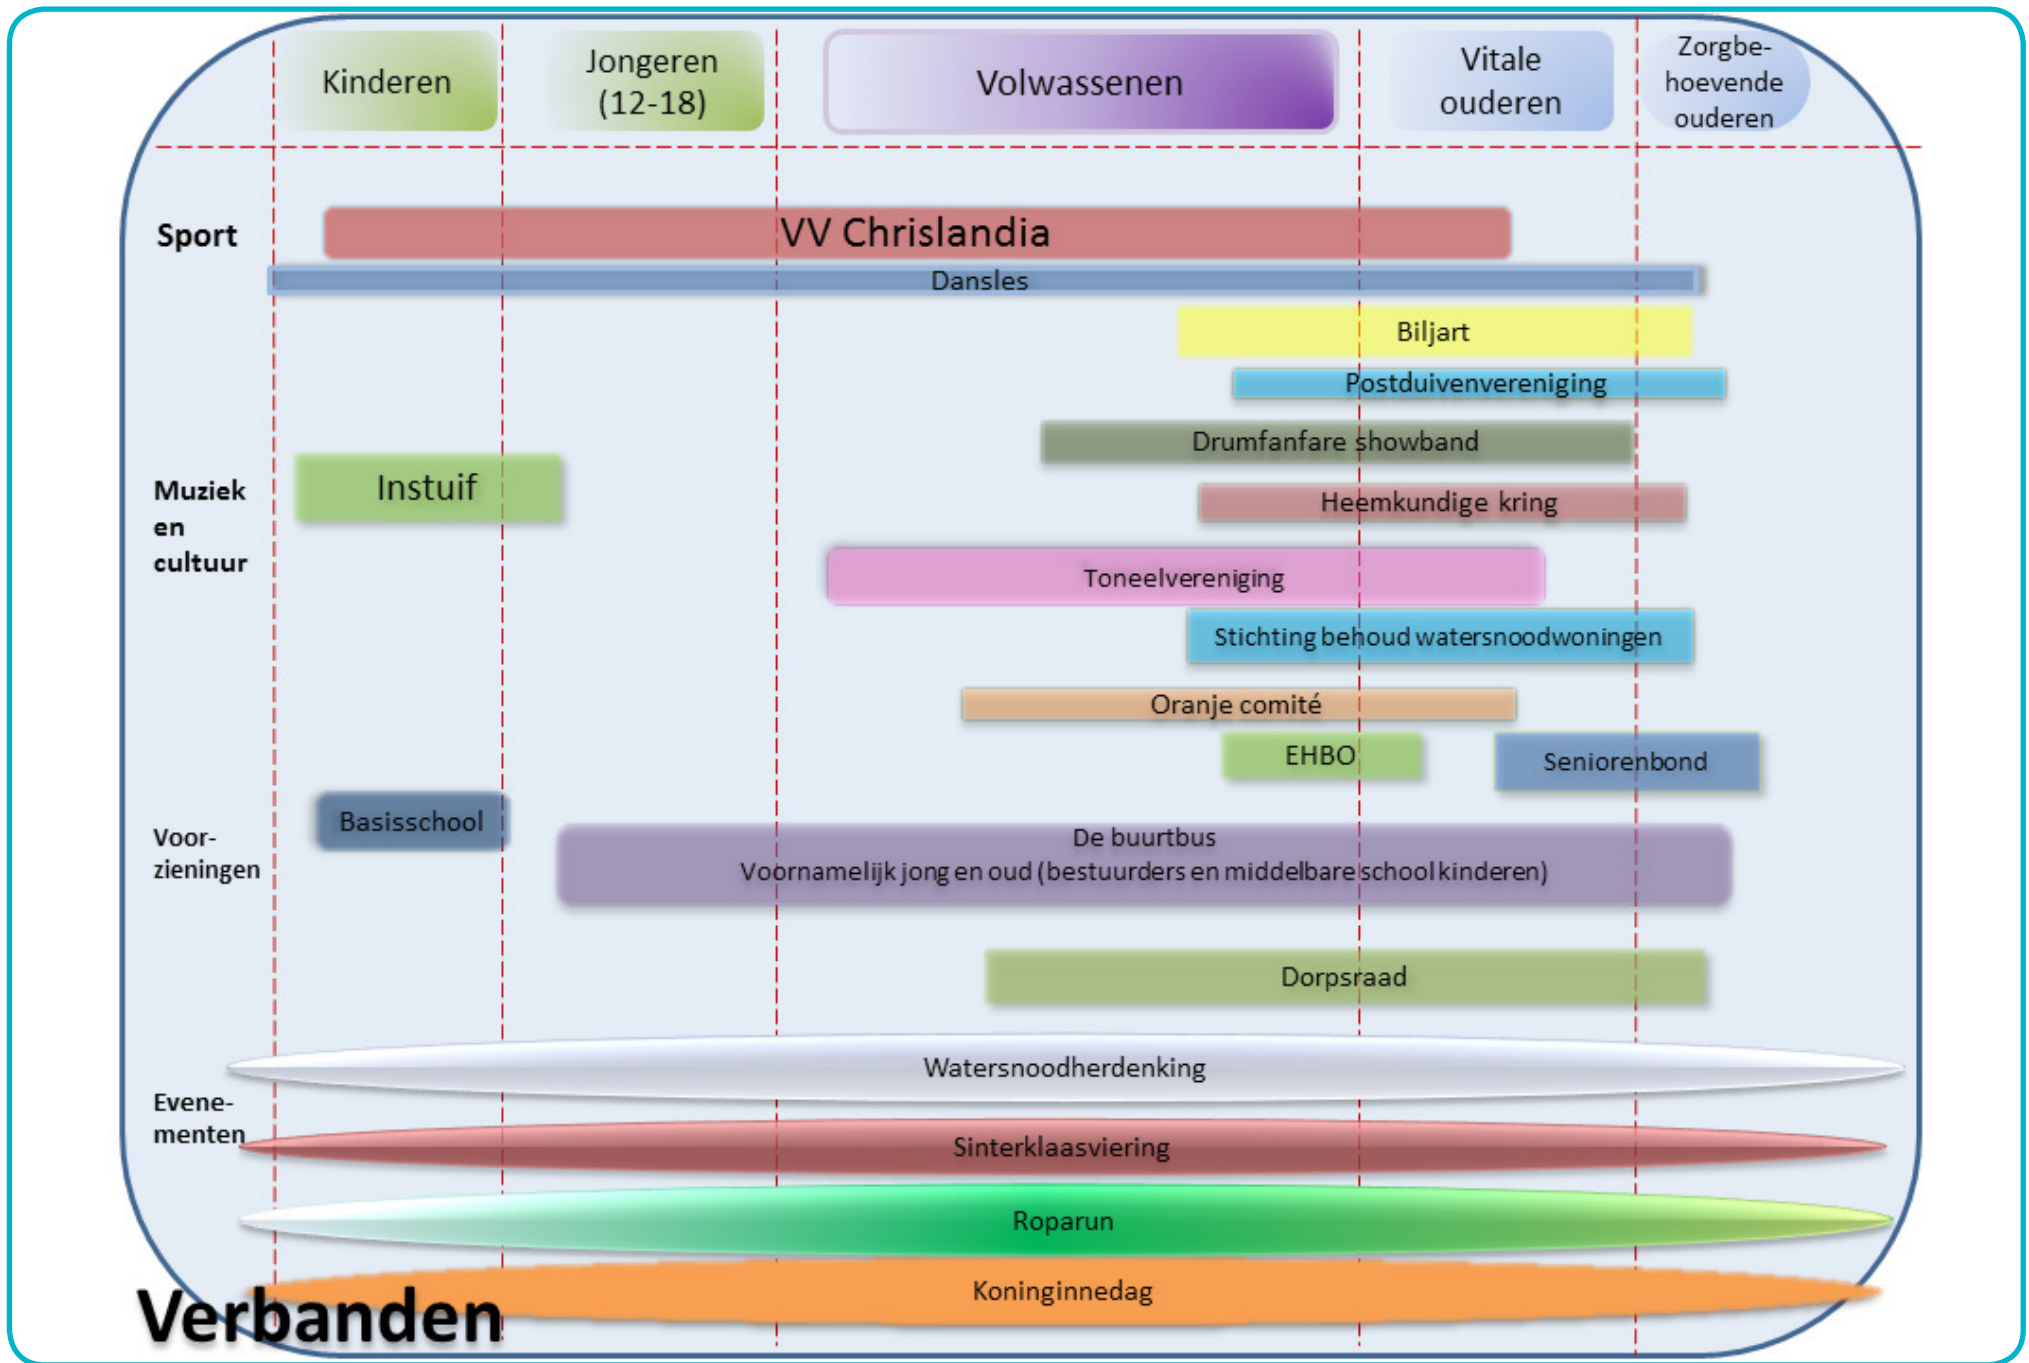 Kinderen
Jongeren
(12-18)
Volwassenen
Vitale
ouderen
Zorgbe-
hoevende
ouderen
Sport
VV Chrislandia
Dansles
Biljart
Postduivenvereniging
Drumfanfare showband
Muziek
en
cultuur
Instuif
Heemkundige kring
Toneelvereniging
Stichting behoud watersnoodwoningen
Oranje comité
EHBO
Seniorenbond
Voor-
zieningen
Basisschool
De buurtbus
Voornamelijk jong en oud (bestuurders en middelbare school kinderen)
Dorpsraad
Watersnoodherdenking
Evene-
menten
Sinterklaasviering
Roparun
Koninginnedag
Verbanden